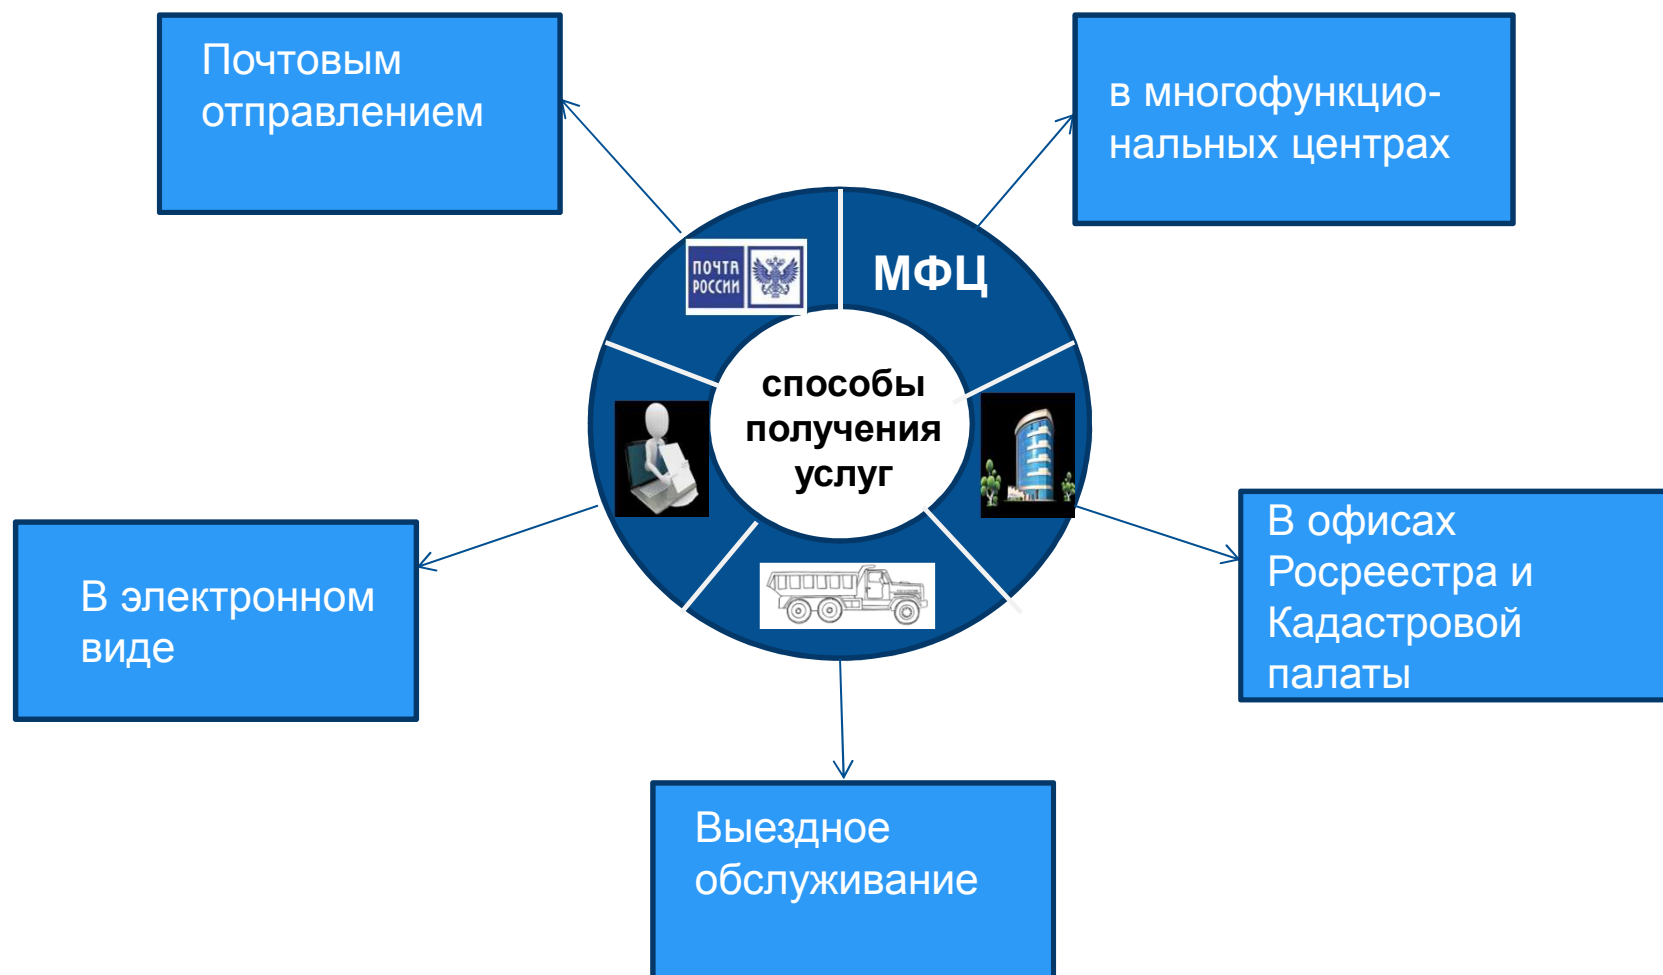 Почтовым
отправлением
в многофункцио-
нальных центрах
ПОЧТА
РОССИИ
МФЦ
способы
получения
услуг
В электронном
виде
В офисах
Росреестра и
Кадастровой
палаты
Выездное
обслуживание